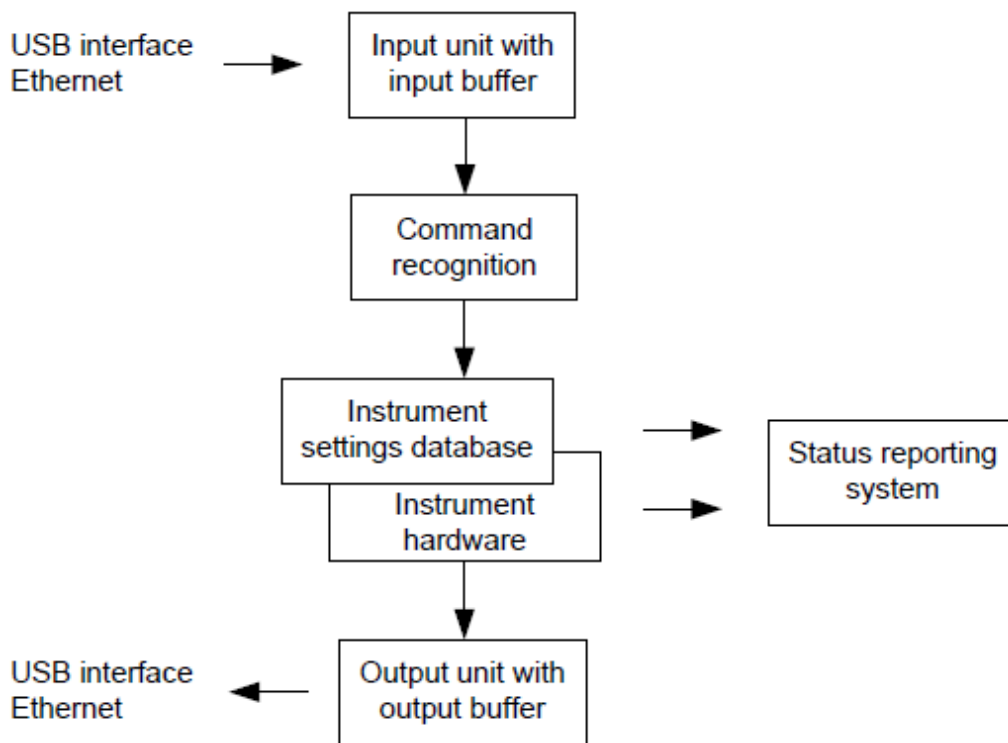 USB interface
Ethernet
Input unit with
input buffer
Command
recognition
Instrument
settings database
Instrument
hardware
Status reporting
system
USB interface
Ethernet
Output unit with
output buffer